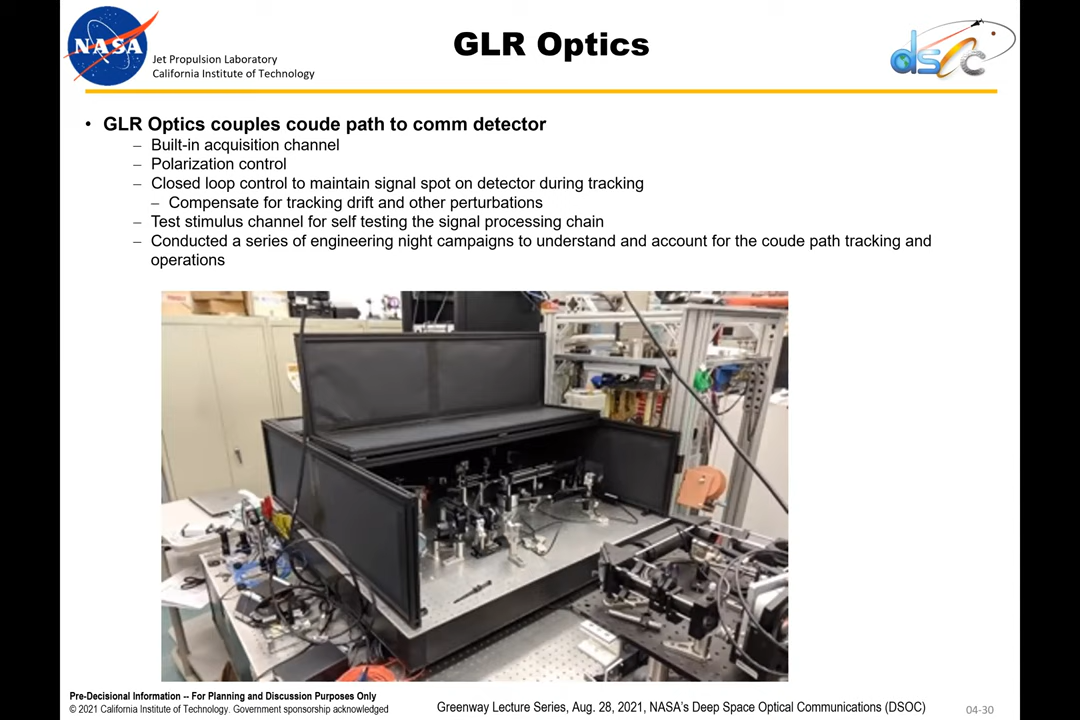 NASA
Jet Propulsion Laboratory
California Institute of Technology
GLR Optics
dsoc
• GLR Optics couples coude path to comm detector
– Built-in acquisition channel
– Polarization control
– Closed loop control to maintain signal spot on detector during tracking
– Compensate for tracking drift and other perturbations
– Test stimulus channel for self testing the signal processing chain
– Conducted a series of engineering night campaigns to understand and account for the coude path tracking and
operations
Pre-Decisional Information -- For Planning and Discussion Purposes Only
© 2021 California Institute of Technology. Government sponsorship acknowledged
Greenway Lecture Series, Aug. 28, 2021, NASA's Deep Space Optical Communications (DSOC)
04-30